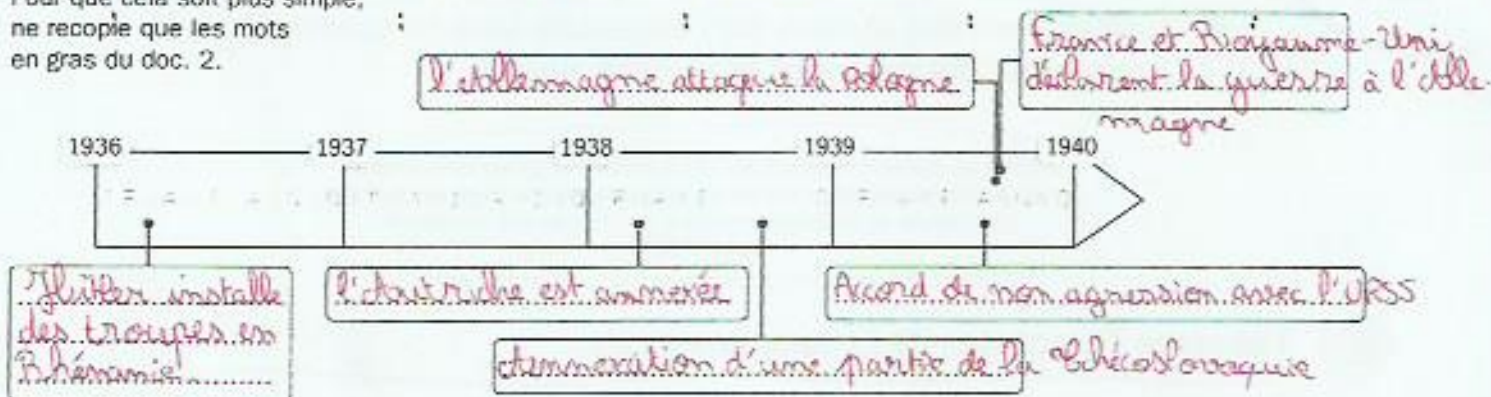 Pour que cela soit plus simple,
ne recopie que les mots
en gras du doc. 2.
l'Allemagne attaque la Pologne
France et Royaume-Uni
déclarent la guerre à l'Alle-
magne
1936 1937 1938 1939 1940
Hitler installe
des troupes en
Rhénanie
l'Autriche est annexée
Accord de non agression avec l'URSS
Annexation d'une partie de la Tchécoslovaquie